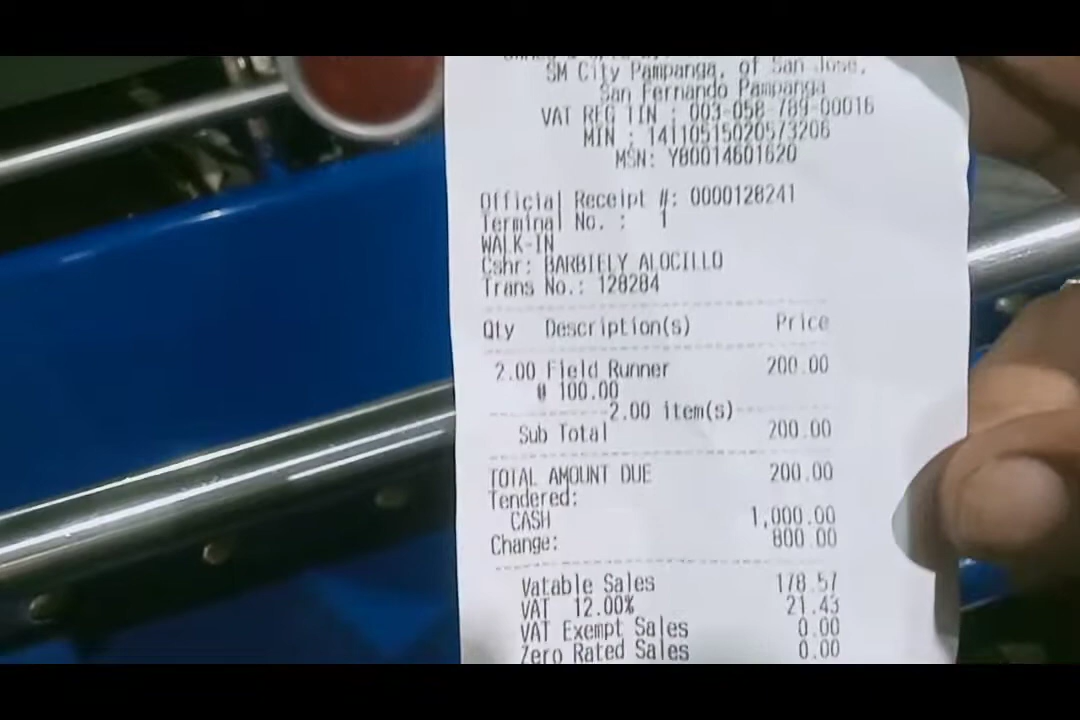 SM City Pampanga, of San Jose,
San Fernando Pampanga
VAT REG TIN : 003-058-789-00016
MIN : 14110515020573206
MSN: Y80014601620
Official Receipt #: 0000128241
Terminal No. : 1
WALK-IN
Cshr: BARBIELY ALOCILLO
Trans No.: 128284
Qty Description(s) Price
2.00 Field Runner 200.00
@ 100.00
2.00 item(s)
Sub Total 200.00
TOTAL AMOUNT DUE 200.00
Tendered:
CASH 1,000.00
Change: 800.00
Vatable Sales 178.57
VAT 12.00% 21.43
VAT Exempt Sales 0.00
Zero Rated Sales 0.00